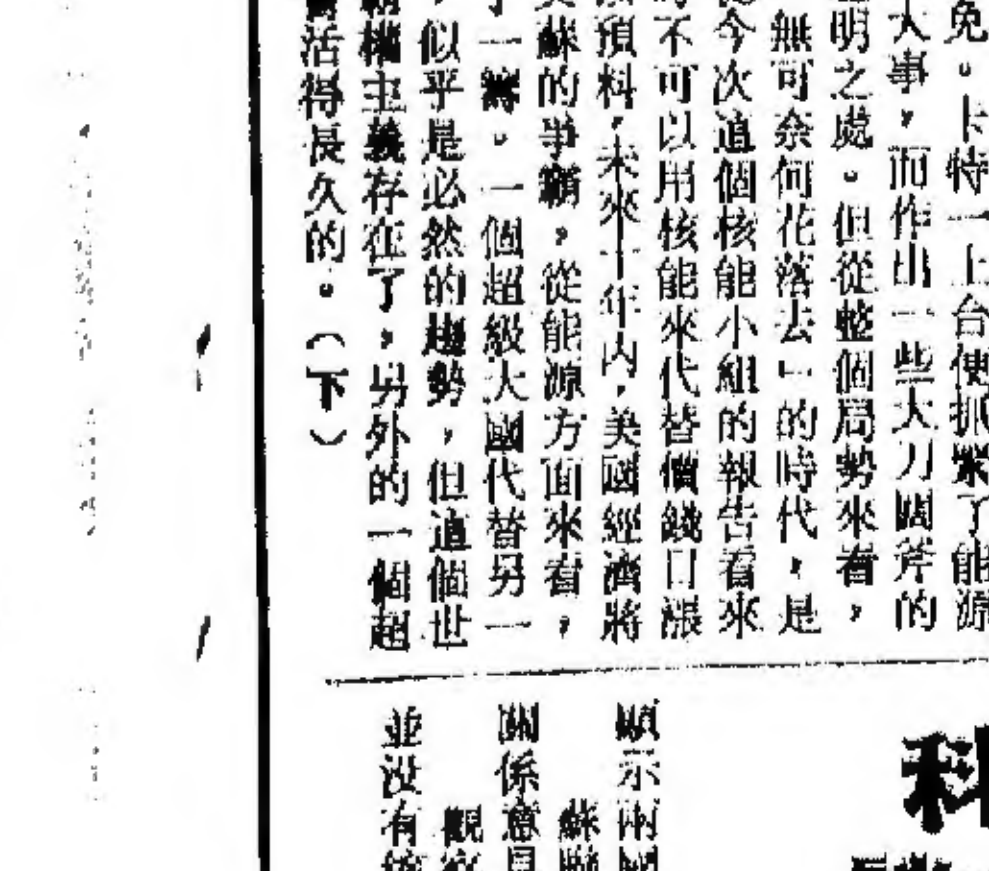 免。卡特一上台便抓緊了能源
大事，而作出一些大刀闊斧的
明之處。但從整個局勢來看，
無可奈何花落去」的時代，是
今次這個核能小組的報告看來
不可以用核能來代替價錢日漲
預料，未來十年內，美國經濟將
蘇的爭霸，從能源方面來看，
一籌。一個超級大國代替另一
，似乎是必然的趨勢，但這個世
霸權主義存在了，另外的一個超
活得長久的。（下）
科
顯示兩國
蘇聯
關係意見
觀察
並没有